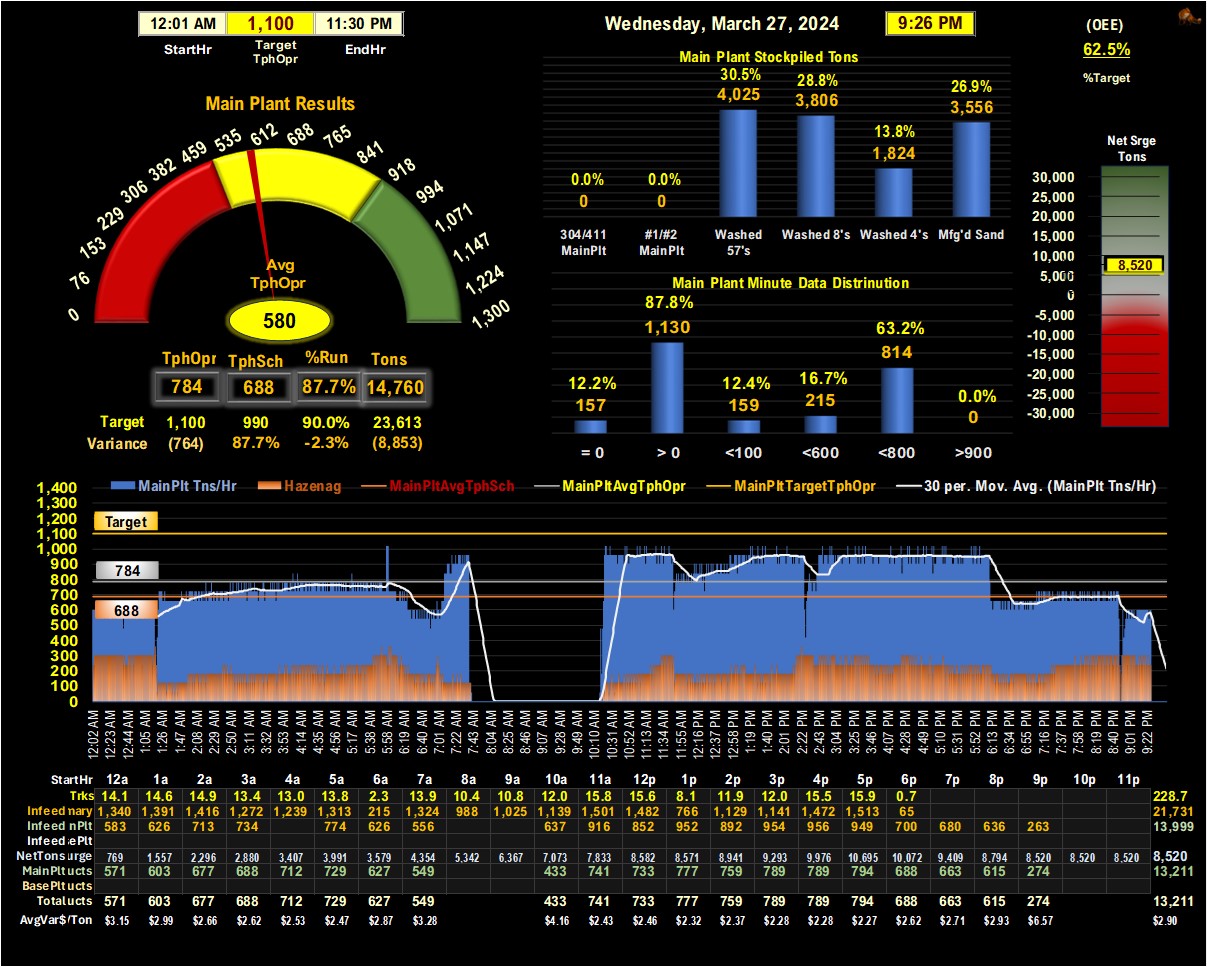 12:01 AM 1,100 11:30 PM
StartHr Target TphOpr EndHr
Wednesday, March 27, 2024 9:26 PM
(OEE)
62.5%
%Target
Main Plant Results
0 76 153 229 306 382 459 535 612 688 765 841 918 994 1,071 1,147 1,224 1,300
Avg
TphOpr
580
TphOpr TphSch %Run Tons
784 688 87.7% 14,760
Target 1,100 990 90.0% 23,613
Variance (764) 87.7% -2.3% (8,853)
Main Plant Stockpiled Tons
0.0% 0.0% 30.5% 28.8% 13.8% 26.9%
0 0 4,025 3,806 1,824 3,556
304/411 MainPlt #1/#2 MainPlt Washed 57's Washed 8's Washed 4's Mfg'd Sand
Main Plant Minute Data Distrinution
12.2% 87.8% 12.4% 16.7% 63.2% 0.0%
157 1,130 159 215 814 0
= 0 > 0 <100 <600 <800 >900
Net Srge
Tons
30,000
25,000
20,000
15,000
10,000
8,520
5,000
0
-5,000
-10,000
-15,000
-20,000
-25,000
-30,000
MainPlt Tns/Hr Hazenag MainPltAvgTphSch MainPltAvgTphOpr MainPltTargetTphOpr 30 per. Mov. Avg. (MainPlt Tns/Hr)
1,400
1,300
1,200
1,100
1,000
900
800
700
600
500
400
300
200
100
0
Target
784
688
12:02 AM 12:23 AM 12:44 AM 1:05 AM 1:26 AM 1:47 AM 2:08 AM 2:29 AM 2:50 AM 3:11 AM 3:32 AM 3:53 AM 4:14 AM 4:35 AM 4:56 AM 5:17 AM 5:38 AM 5:58 AM 6:19 AM 6:40 AM 7:01 AM 7:22 AM 7:43 AM 8:04 AM 8:25 AM 8:46 AM 9:07 AM 9:28 AM 9:49 AM 10:10 AM 10:31 AM 10:52 AM 11:13 AM 11:34 AM 11:55 AM 12:16 PM 12:37 PM 12:58 PM 1:19 PM 1:40 PM 2:01 PM 2:22 PM 2:43 PM 3:04 PM 3:25 PM 3:46 PM 4:07 PM 4:28 PM 4:49 PM 5:10 PM 5:31 PM 5:52 PM 6:13 PM 6:34 PM 6:55 PM 7:16 PM 7:37 PM 7:58 PM 8:19 PM 8:40 PM 9:01 PM 9:22 PM
StartHr 12a 1a 2a 3a 4a 5a 6a 7a 8a 9a 10a 11a 12p 1p 2p 3p 4p 5p 6p 7p 8p 9p 10p 11p
Trks 14.1 14.6 14.9 13.4 13.0 13.8 2.3 13.9 10.4 10.8 12.0 15.8 15.6 8.1 11.9 12.0 15.5 15.9 0.7 228.7
Infeed nary 1,340 1,391 1,416 1,272 1,239 1,313 215 1,324 988 1,025 1,139 1,501 1,482 766 1,129 1,141 1,472 1,513 65 21,731
Infeed nPlt 583 626 713 734 774 626 556 637 916 852 952 892 954 956 949 700 680 636 263 13,999
Infeed ePlt
NetTons urge 769 1,557 2,296 2,880 3,407 3,991 3,579 4,354 5,342 6,367 7,073 7,833 8,582 8,571 8,941 9,293 9,976 10,695 10,072 9,409 8,794 8,520 8,520 8,520 8,520
MainPlt ucts 571 603 677 688 712 729 627 549 433 741 733 777 759 789 789 794 688 663 615 274 13,211
BasePlt ucts
Total ucts 571 603 677 688 712 729 627 549 433 741 733 777 759 789 789 794 688 663 615 274 13,211
AvgVar$/Ton $3.15 $2.99 $2.66 $2.62 $2.53 $2.47 $2.87 $3.28 $4.16 $2.43 $2.46 $2.32 $2.37 $2.28 $2.28 $2.27 $2.62 $2.71 $2.93 $6.57 $2.90